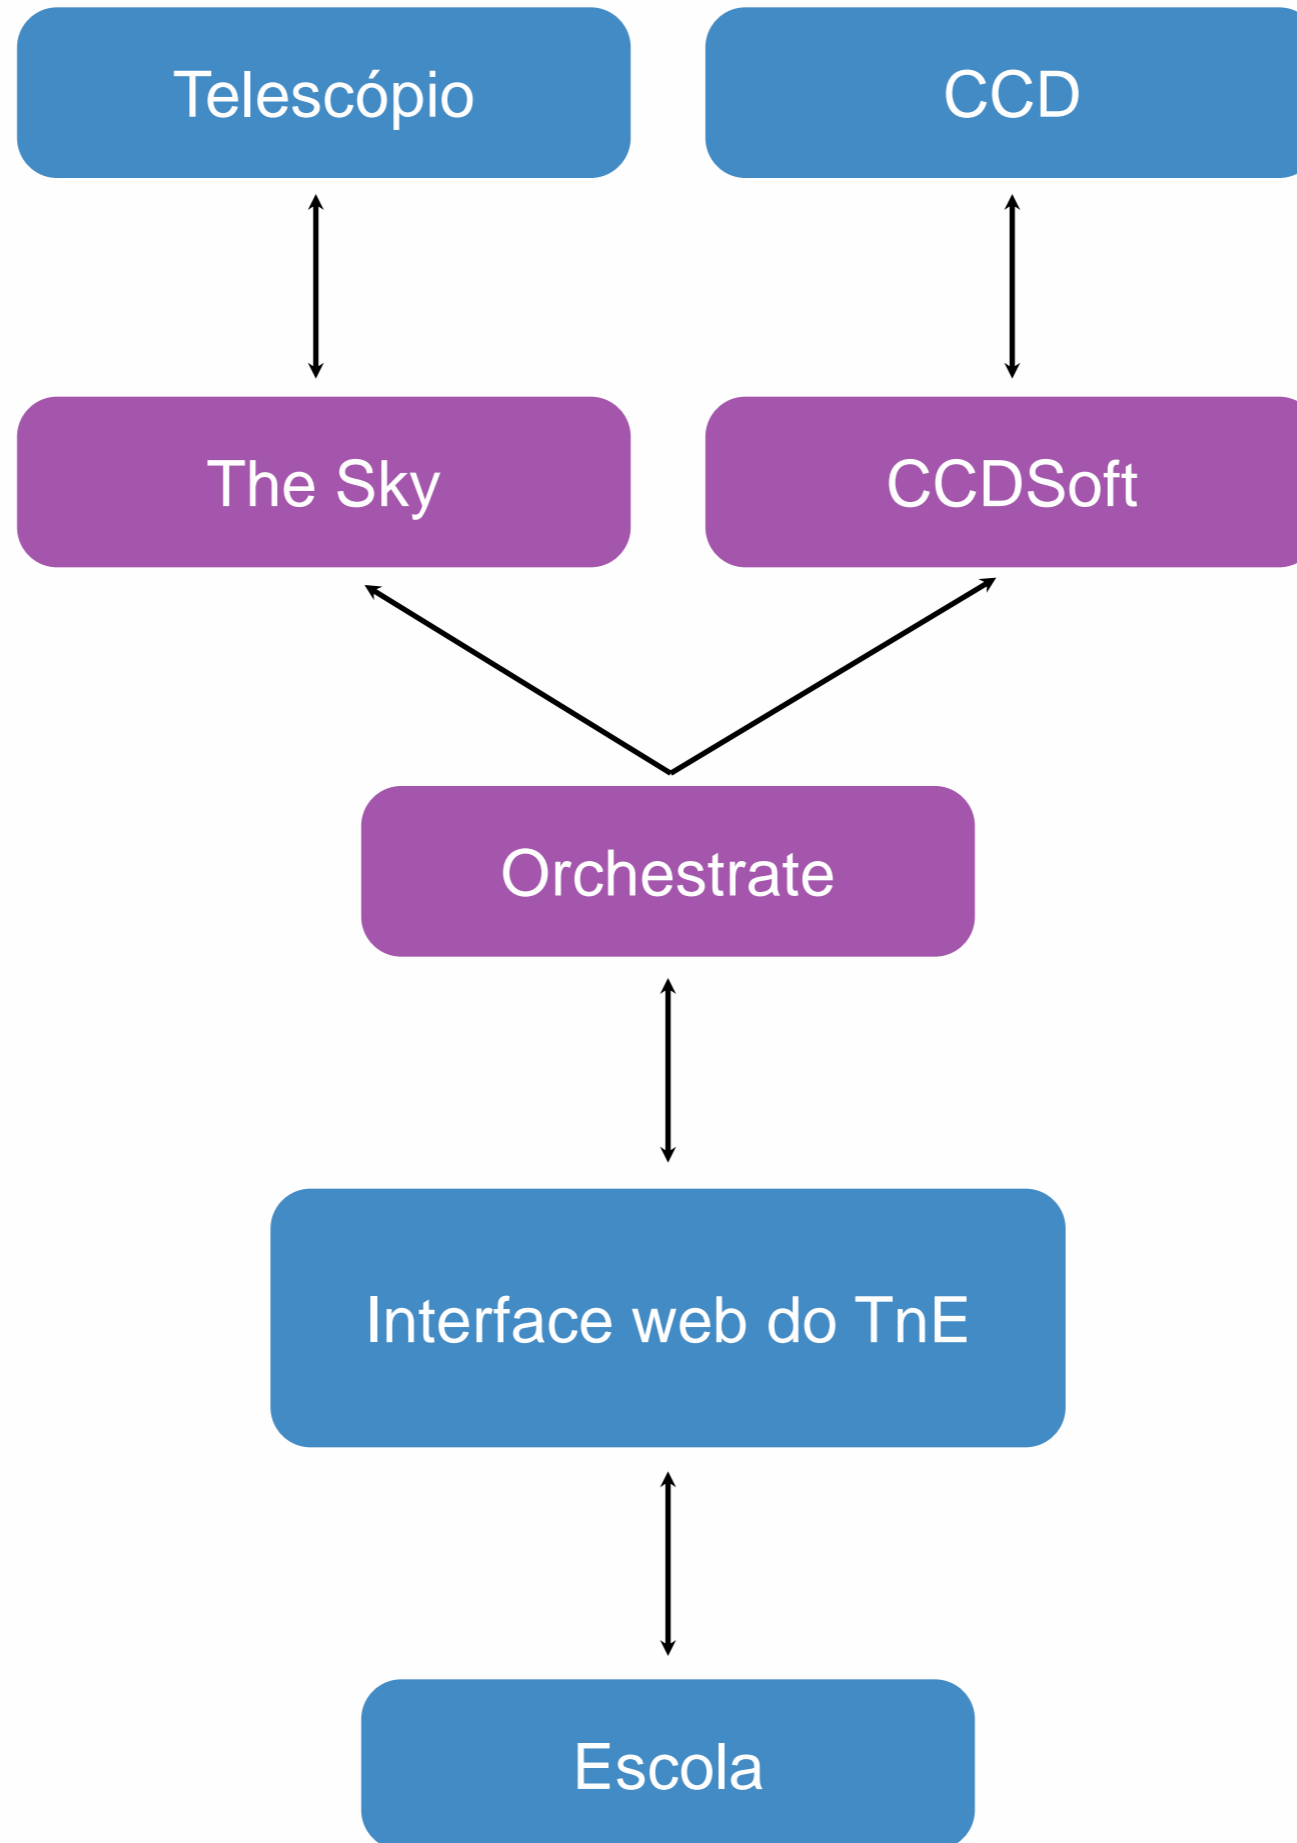 Telescópio
CCD
The Sky
CCDSoft
Orchestrate
Interface web do TnE
Escola